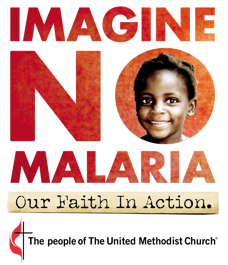 IMAGINE
NO
MALARIA
Our Faith In Action.
The people of The United Methodist Church®